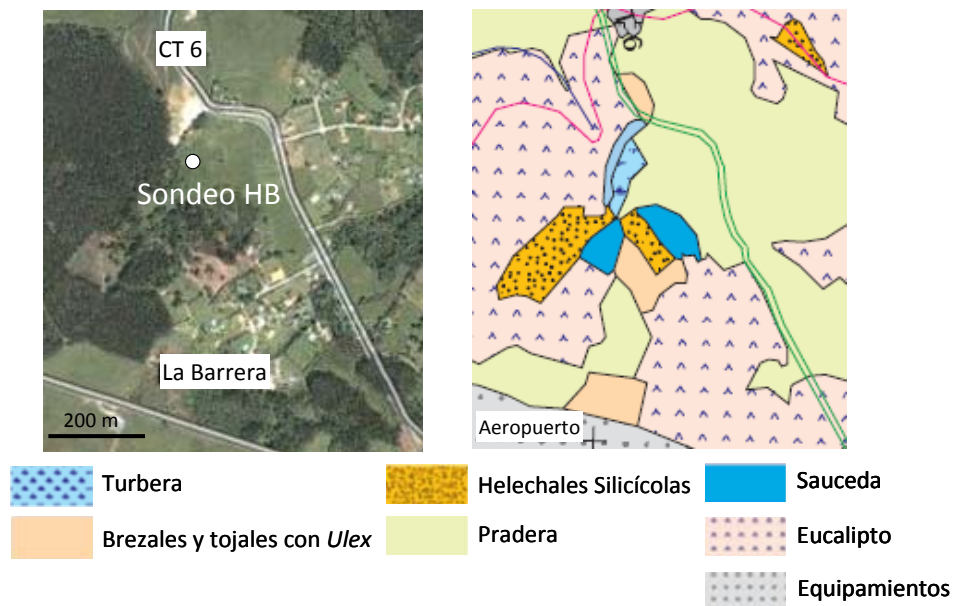 CT 6
Sondeo HB
La Barrera
200 m
Aeropuerto
Turbera
Helechales Silicícolas
Sauceda
Brezales y tojales con Ulex
Pradera
Eucalipto
Equipamientos